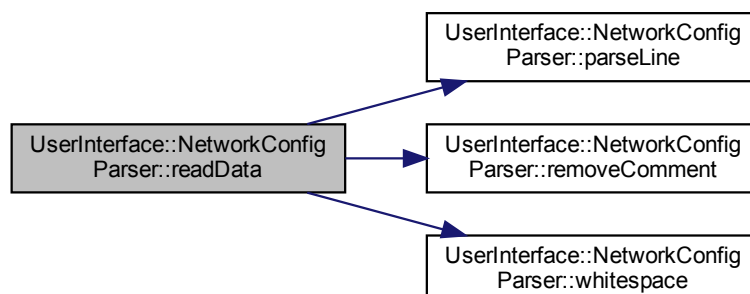 UserInterface::NetworkConfig
Parser::parseLine
UserInterface::NetworkConfig
Parser::readData
UserInterface::NetworkConfig
Parser::removeComment
UserInterface::NetworkConfig
Parser::whitespace